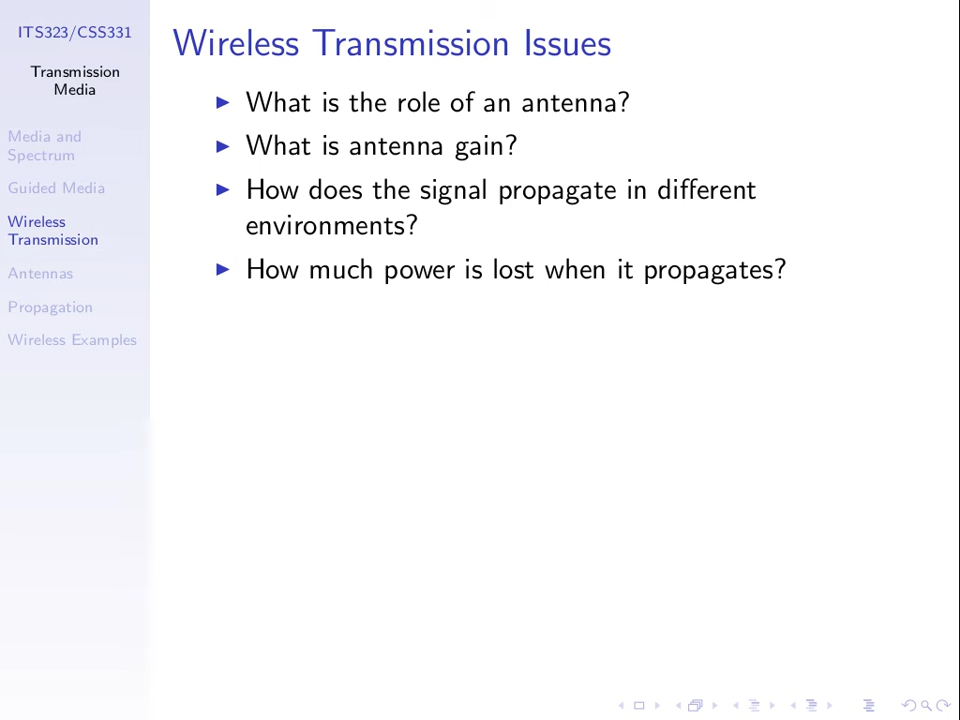 ITS323/CSS331
Transmission
Media
Media and
Spectrum
Guided Media
Wireless
Transmission
Antennas
Propagation
Wireless Examples
Wireless Transmission Issues
What is the role of an antenna?
What is antenna gain?
How does the signal propagate in different
environments?
How much power is lost when it propagates?